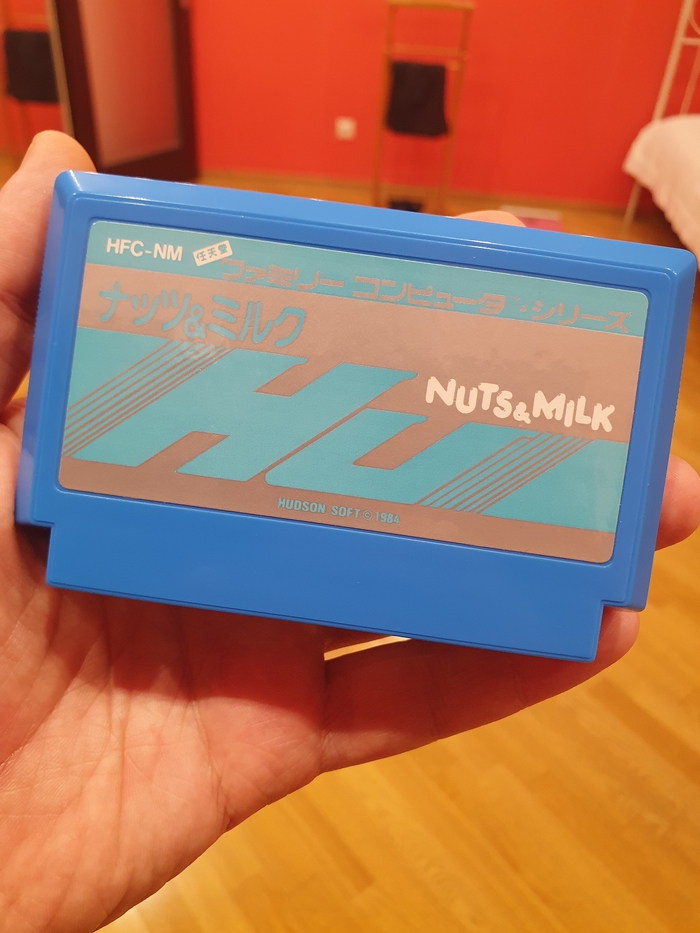 HFC-NM 任天堂
ファミリー コンピュータ・シリーズ
ナッツ&ミルク
Hu
NUTS&MILK
HUDSON SOFT © 1984